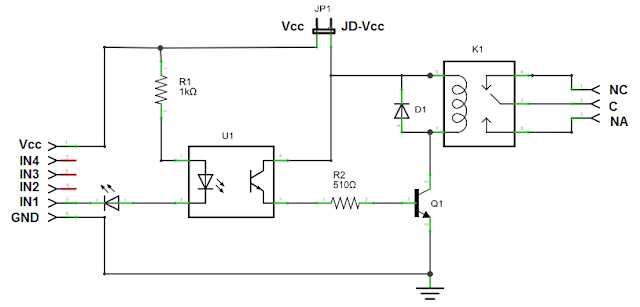 JP1
Vcc JD-Vcc
K1
R1
1kΩ
D1
NC
C
NA
U1
Vcc
IN4
IN3
IN2
IN1
GND
R2
510Ω
Q1